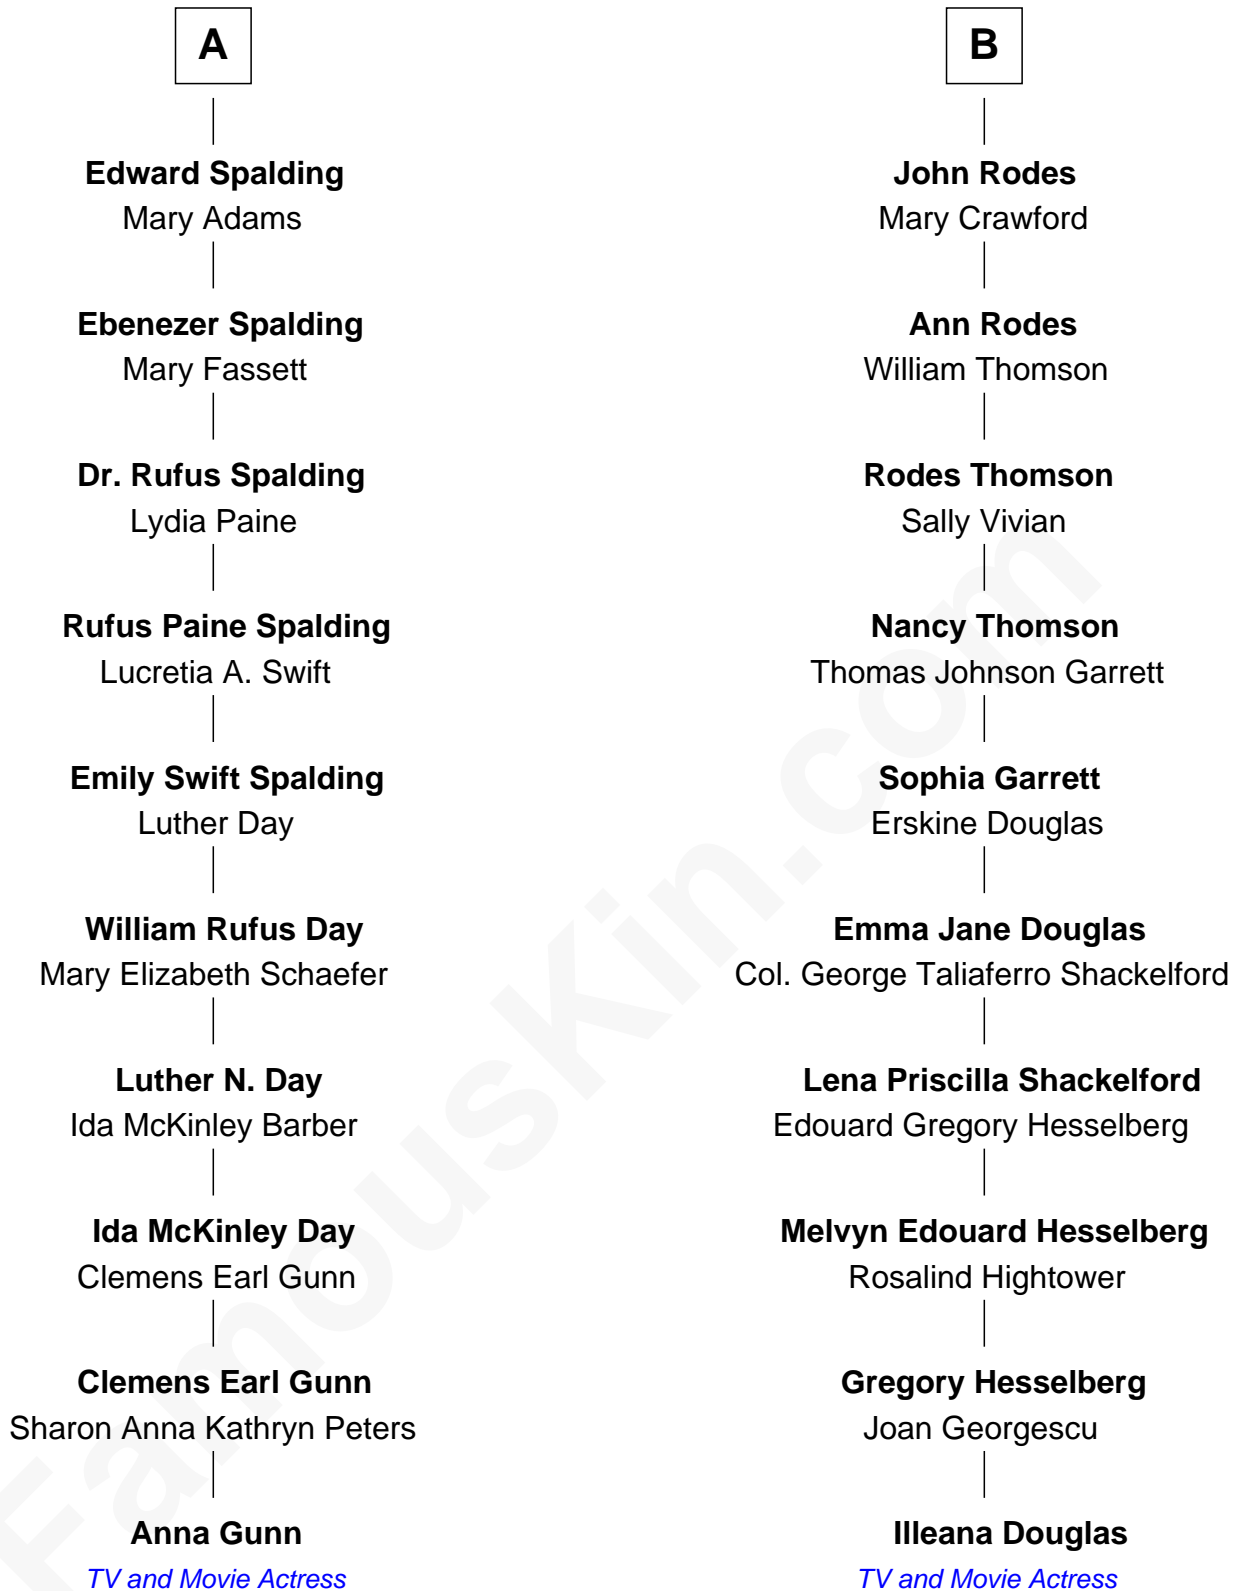 A
Edward Spalding
Mary Adams
Ebenezer Spalding
Mary Fassett
Dr. Rufus Spalding
Lydia Paine
Rufus Paine Spalding
Lucretia A. Swift
Emily Swift Spalding
Luther Day
William Rufus Day
Mary Elizabeth Schaefer
Luther N. Day
Ida McKinley Barber
Ida McKinley Day
Clemens Earl Gunn
Clemens Earl Gunn
Sharon Anna Kathryn Peters
Anna Gunn
TV and Movie Actress
B
John Rodes
Mary Crawford
Ann Rodes
William Thomson
Rodes Thomson
Sally Vivian
Nancy Thomson
Thomas Johnson Garrett
Sophia Garrett
Erskine Douglas
Emma Jane Douglas
Col. George Taliaferro Shackelford
Lena Priscilla Shackelford
Edouard Gregory Hesselberg
Melvyn Edouard Hesselberg
Rosalind Hightower
Gregory Hesselberg
Joan Georgescu
Illeana Douglas
TV and Movie Actress
FamousKin.com